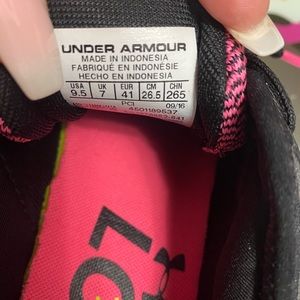 UNDER ARMOUR
MADE IN INDONESIA
FABRIQUÉ EN INDONÉSIE
HECHO EN INDONESIA
USA UK EUR CM CHN
9.5 7 41 26.5 265
PCI 09/16
4501189537